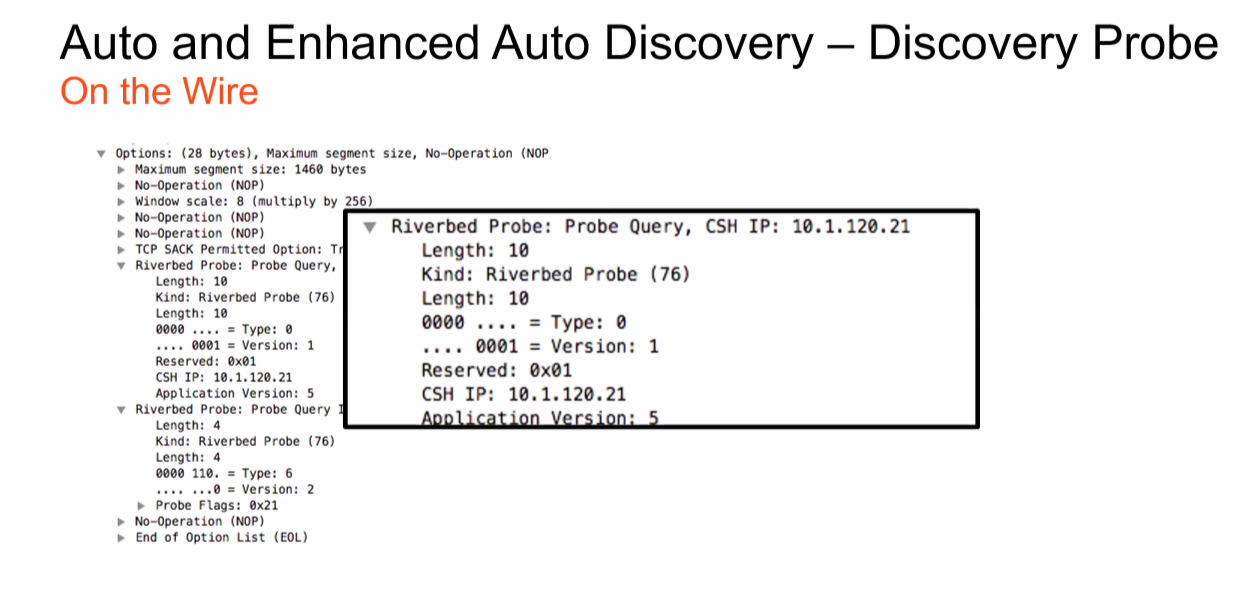 Auto and Enhanced Auto Discovery – Discovery Probe
On the Wire
Options: (28 bytes), Maximum segment size, No-Operation (NOP
Maximum segment size: 1460 bytes
No-Operation (NOP)
Window scale: 8 (multiply by 256)
No-Operation (NOP)
No-Operation (NOP)
TCP SACK Permitted Option: Tr
Riverbed Probe: Probe Query,
Length: 10
Kind: Riverbed Probe (76)
Length: 10
0000 .... = Type: 0
.... 0001 = Version: 1
Reserved: 0x01
CSH IP: 10.1.120.21
Application Version: 5
Riverbed Probe: Probe Query I
Length: 4
Kind: Riverbed Probe (76)
Length: 4
0000 110. = Type: 6
.... ...0 = Version: 2
Probe Flags: 0x21
No-Operation (NOP)
End of Option List (EOL)
Riverbed Probe: Probe Query, CSH IP: 10.1.120.21
Length: 10
Kind: Riverbed Probe (76)
Length: 10
0000 .... = Type: 0
.... 0001 = Version: 1
Reserved: 0x01
CSH IP: 10.1.120.21
Application Version: 5